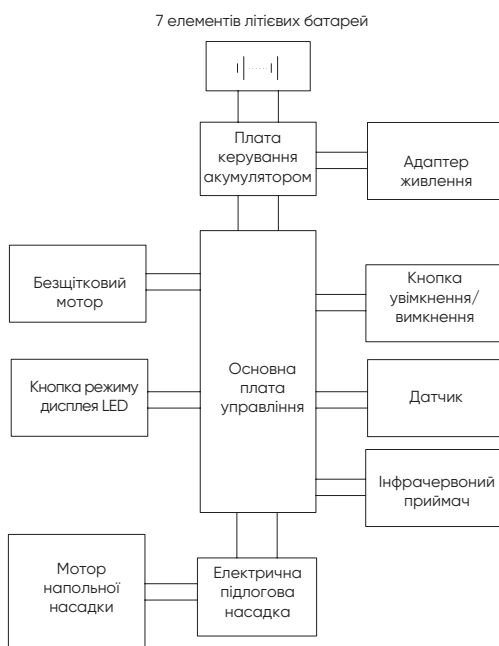 7 елементів літієвих батарей
Плата
керування
акумулятором
Адаптер
живлення
Безщітковий
мотор
Кнопка
увімкнення/
вимкнення
Основна
плата
управління
Кнопка режиму
дисплея LED
Датчик
Інфрачервоний
приймач
Мотор
напольної
насадки
Електрична
підлогова
насадка